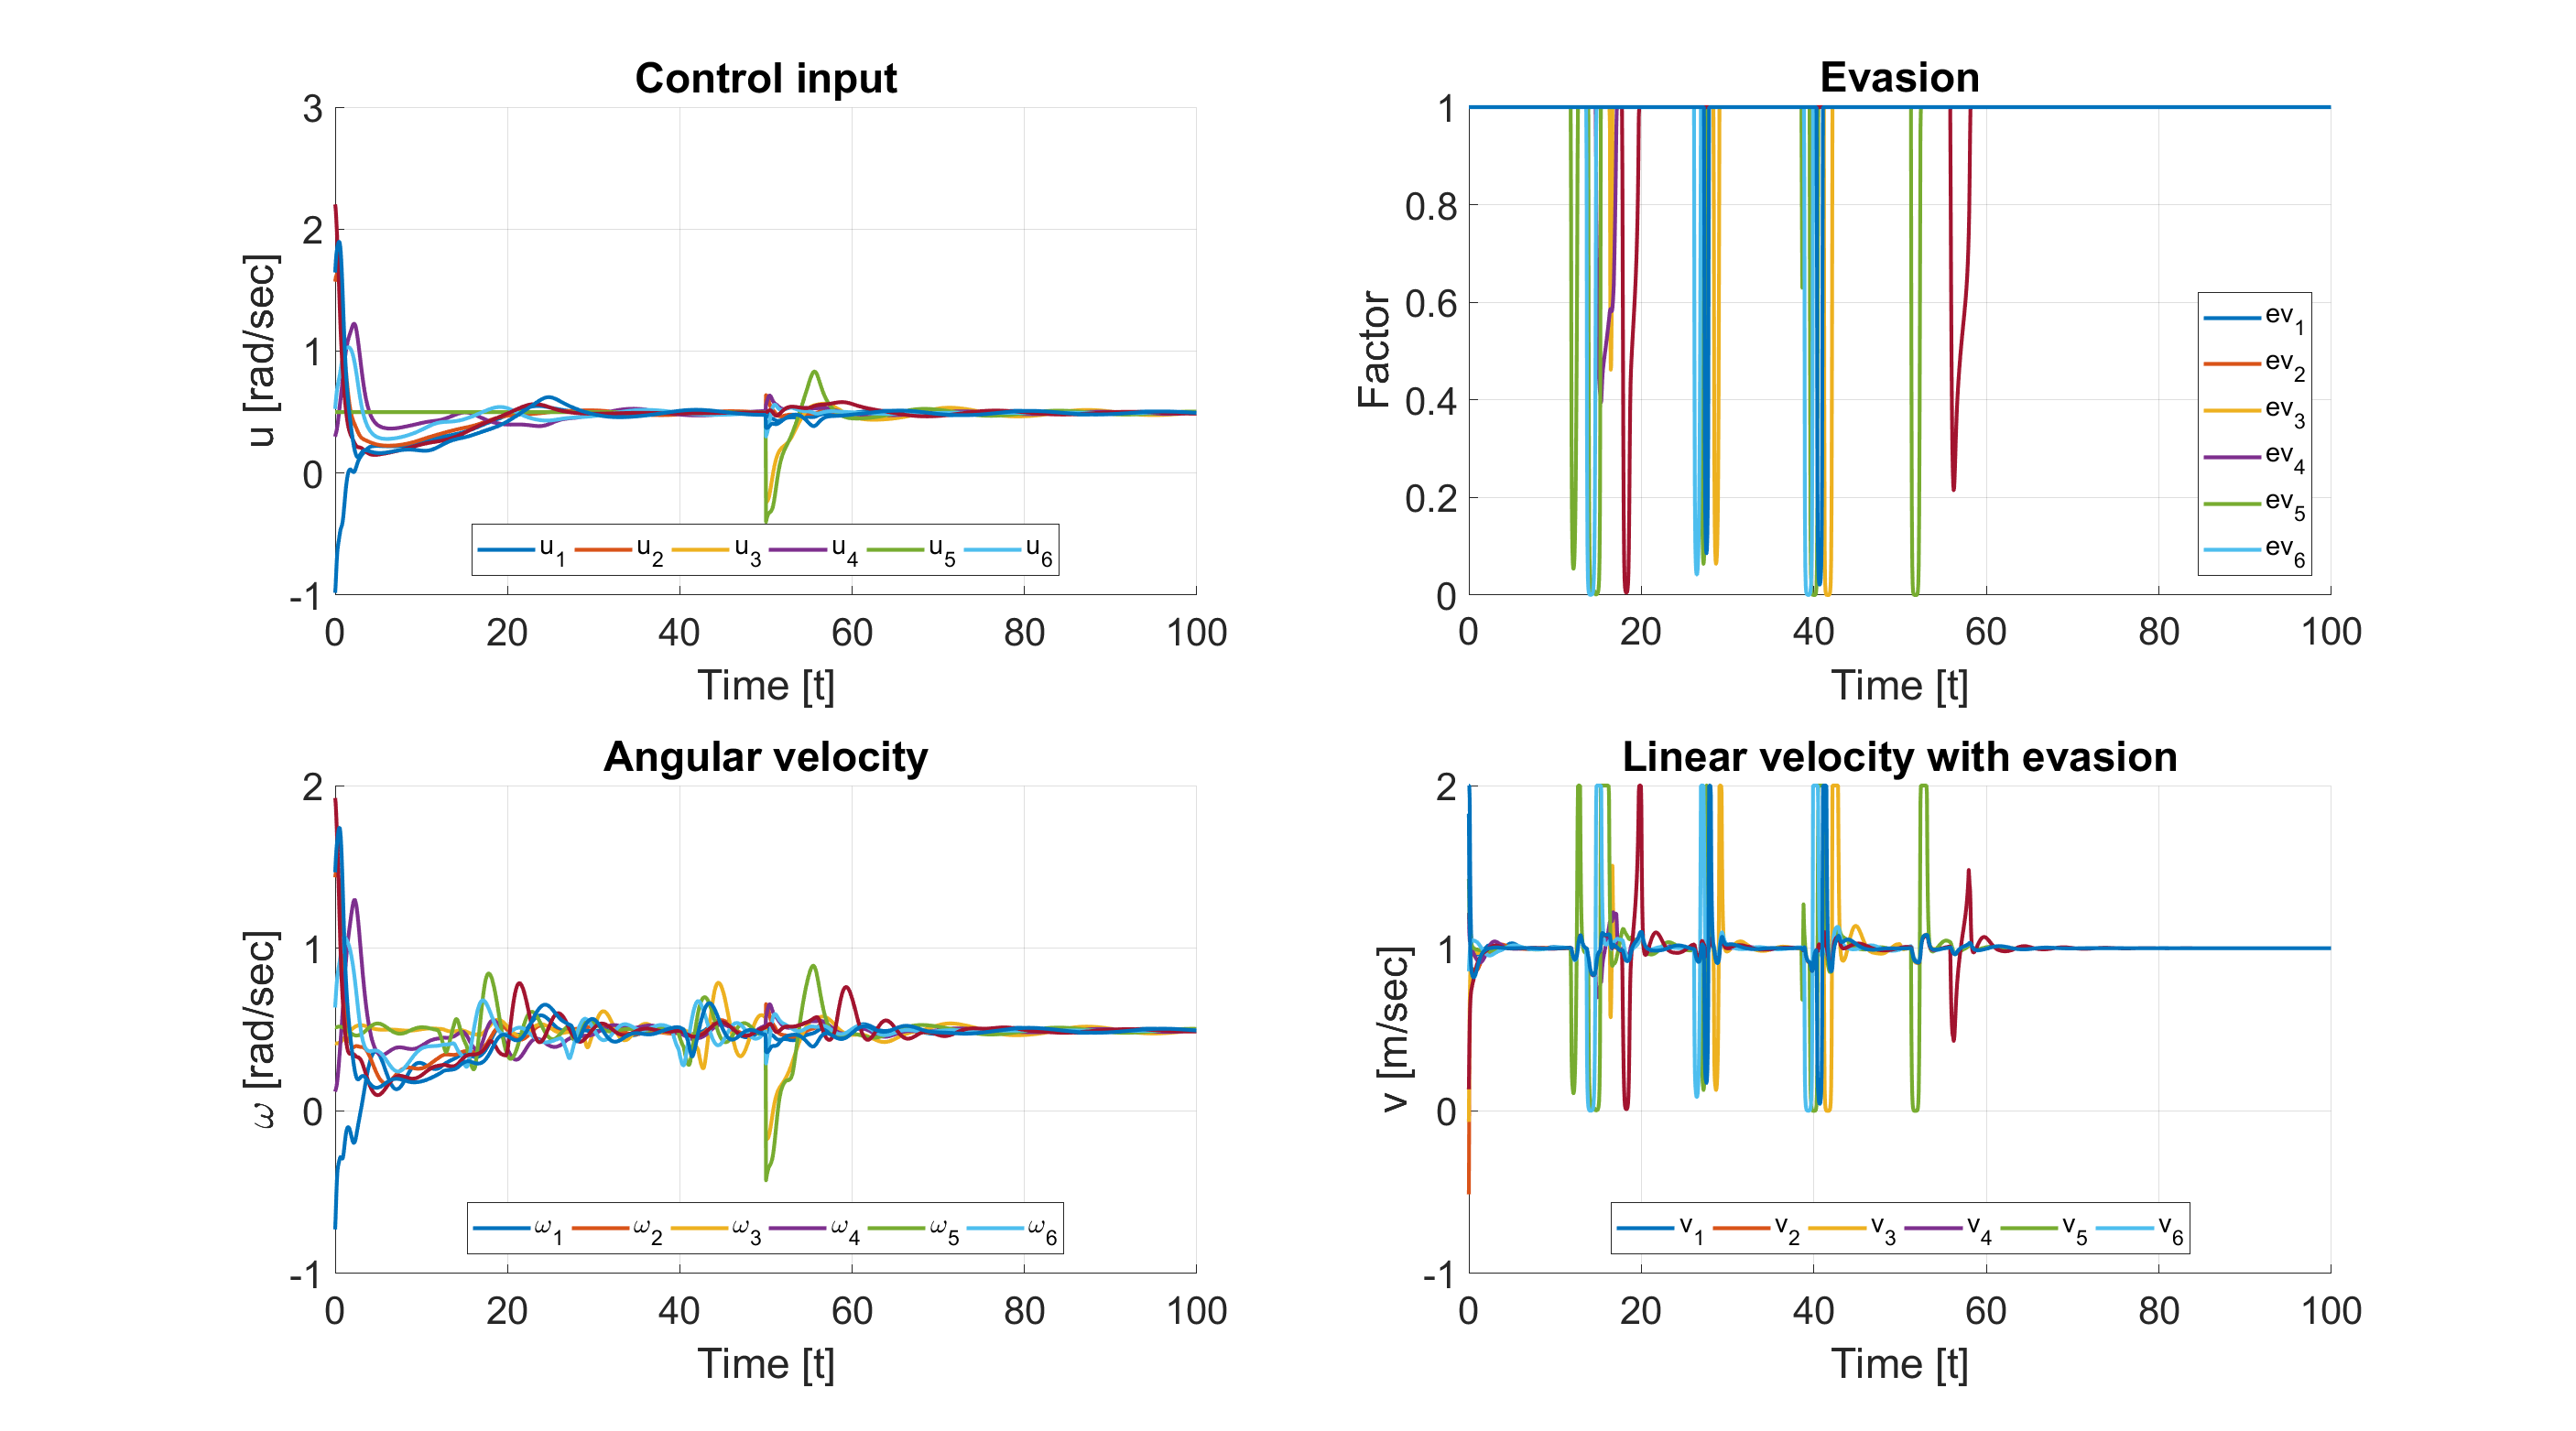 Control input
3
2
1
0
-1
u [rad/sec]
u1 u2 u3 u4 u5 u6
0 20 40 60 80 100
Time [t]
Evasion
1
0.8
0.6
0.4
0.2
0
Factor
ev1
ev2
ev3
ev4
ev5
ev6
0 20 40 60 80 100
Time [t]
Angular velocity
2
1
0
-1
ω [rad/sec]
ω1 ω2 ω3 ω4 ω5 ω6
0 20 40 60 80 100
Time [t]
Linear velocity with evasion
2
1
0
-1
v [m/sec]
v1 v2 v3 v4 v5 v6
0 20 40 60 80 100
Time [t]